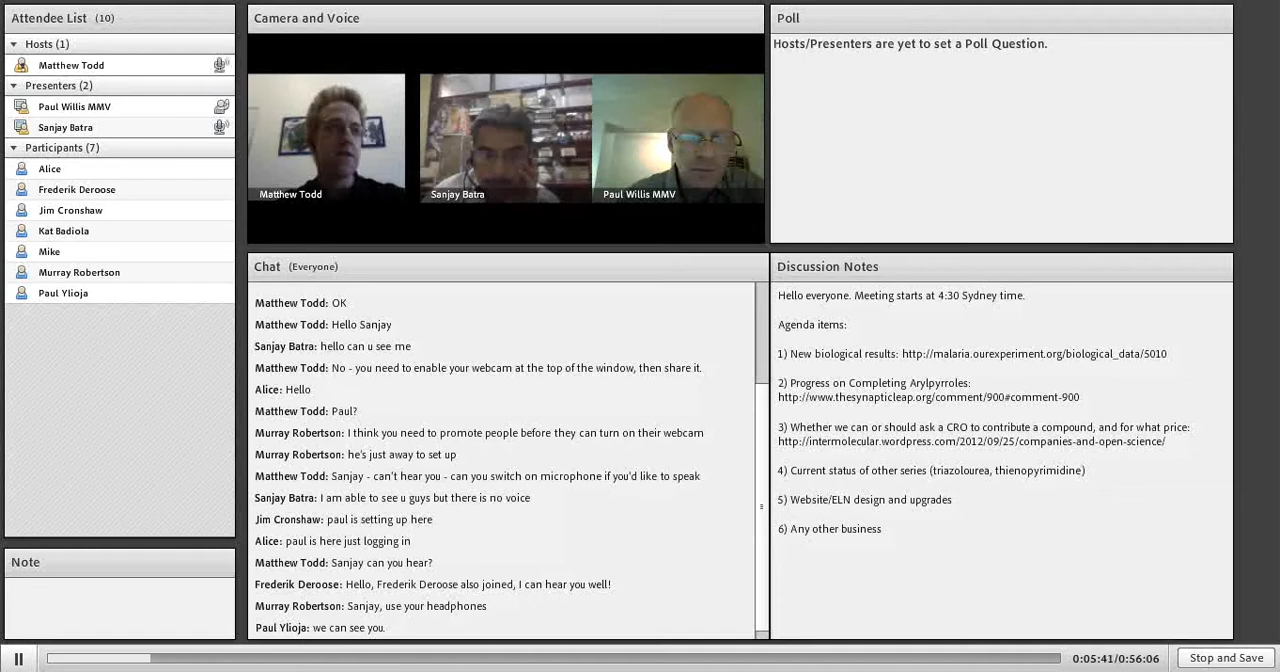 Attendee List (10)
Hosts (1)
Matthew Todd
Presenters (2)
Paul Willis MMV
Sanjay Batra
Participants (7)
Alice
Frederik Deroose
Jim Cronshaw
Kat Badiola
Mike
Murray Robertson
Paul Ylioja
Note
Camera and Voice
Matthew Todd
Sanjay Batra
Paul Willis MMV
Poll
Hosts/Presenters are yet to set a Poll Question.
Chat (Everyone)
Matthew Todd: OK
Matthew Todd: Hello Sanjay
Sanjay Batra: hello can u see me
Matthew Todd: No - you need to enable your webcam at the top of the window, then share it.
Alice: Hello
Matthew Todd: Paul?
Murray Robertson: I think you need to promote people before they can turn on their webcam
Murray Robertson: he's just away to set up
Matthew Todd: Sanjay - can't hear you - can you switch on microphone if you'd like to speak
Sanjay Batra: I am able to see u guys but there is no voice
Jim Cronshaw: paul is setting up here
Alice: paul is here just logging in
Matthew Todd: Sanjay can you hear?
Frederik Deroose: Hello, Frederik Deroose also joined, I can hear you well!
Murray Robertson: Sanjay, use your headphones
Paul Ylioja: we can see you.
Discussion Notes
Hello everyone. Meeting starts at 4:30 Sydney time.
Agenda items:
1) New biological results: http://malaria.ourexperiment.org/biological_data/5010
2) Progress on Completing Arylpyrroles:
http://www.thesynapticleap.org/comment/900#comment-900
3) Whether we can or should ask a CRO to contribute a compound, and for what price:
http://intermolecular.wordpress.com/2012/09/25/companies-and-open-science/
4) Current status of other series (triazolourea, thienopyrimidine)
5) Website/ELN design and upgrades
6) Any other business
0:05:41/0:56:06
Stop and Save